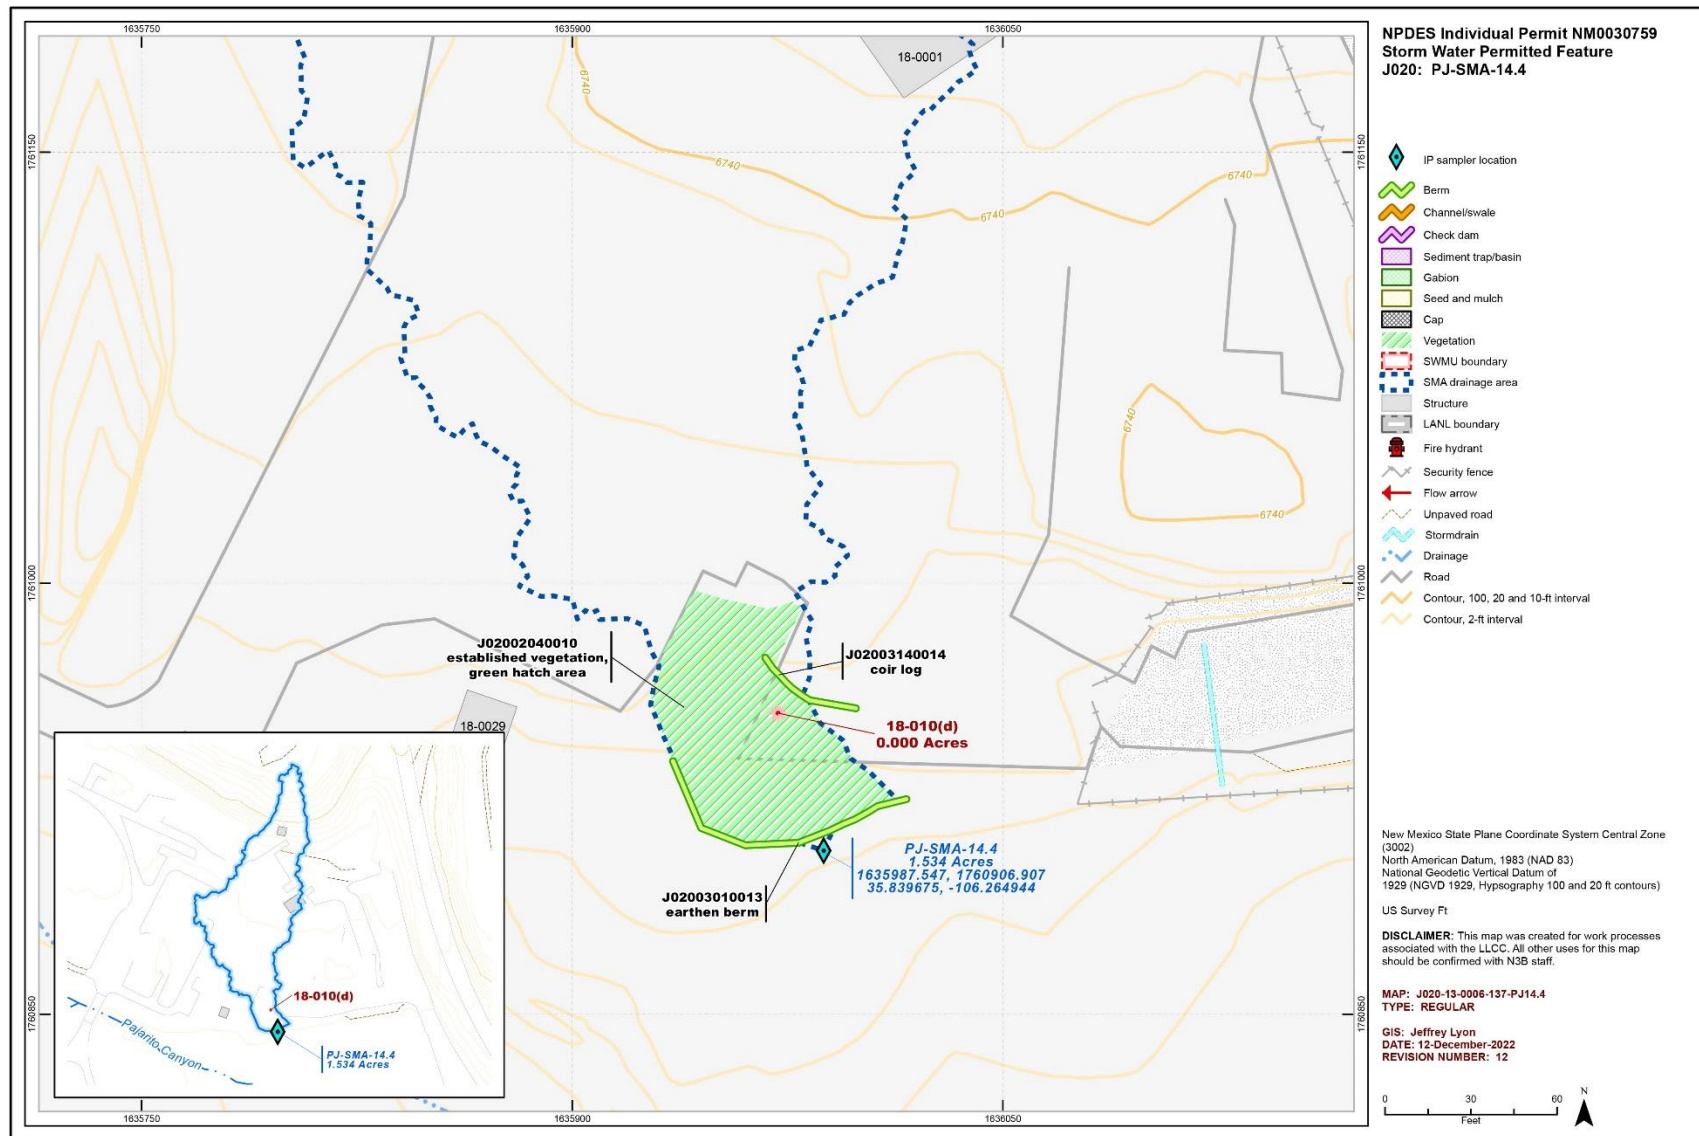 1635750
1635900
1636050
NPDES Individual Permit NM0030759
Storm Water Permitted Feature
J020: PJ-SMA-14.4
18-0001
6740
1761150
1761150
6740
6740
6740
IP sampler location
Berm
Channel/swale
Check dam
Sediment trap/basin
Gabion
Seed and mulch
Cap
Vegetation
SWMU boundary
SMA drainage area
Structure
LANL boundary
Fire hydrant
Security fence
Flow arrow
Unpaved road
Stormdrain
Drainage
Road
Contour, 100, 20 and 10-ft interval
Contour, 2-ft interval
6740
6740
1761000
1761000
J02002040010
established vegetation,
green hatch area
J02003140014
coir log
18-0029
18-010(d)
0.000 Acres
PJ-SMA-14.4
1.534 Acres
1635987.547, 1760906.907
35.839675, -106.264944
J02003010013
earthen berm
18-010(d)
Pajarito Canyon
PJ-SMA-14.4
1.534 Acres
1760850
1760850
New Mexico State Plane Coordinate System Central Zone
(3002)
North American Datum, 1983 (NAD 83)
National Geodetic Vertical Datum of
1929 (NGVD 1929, Hypsography 100 and 20 ft contours)
US Survey Ft
DISCLAIMER: This map was created for work processes
associated with the LLCC. All other uses for this map
should be confirmed with N3B staff.
MAP: J020-13-0006-137-PJ14.4
TYPE: REGULAR
GIS: Jeffrey Lyon
DATE: 12-December-2022
REVISION NUMBER: 12
0 30 60
Feet
N
1635750
1635900
1636050